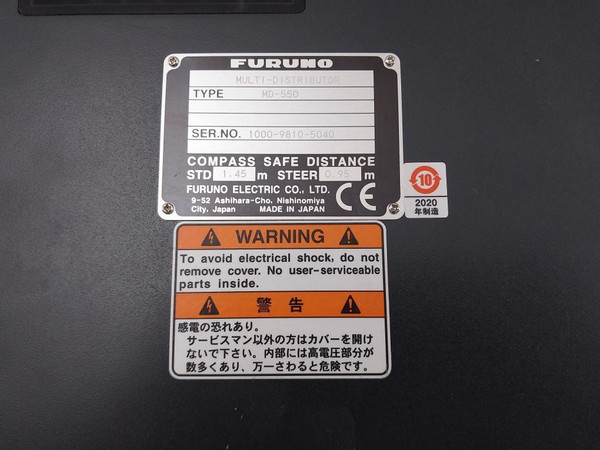 FURUNO
MULTI-DISTRIBUTOR
TYPE MD-550
SER.NO. 1000-9810-5040
COMPASS SAFE DISTANCE
STD 1.45 m STEER 0.95 m
FURUNO ELECTRIC CO., LTD.
9-52 Ashihara-Cho, Nishinomiya
City, Japan MADE IN JAPAN
CE
10
2020
年制造
WARNING
To avoid electrical shock, do not
remove cover. No user-serviceable
parts inside.
警告
感電の恐れあり。
サービスマン以外の方はカバーを開け
ないで下さい。内部には高電圧部分が
数多くあり、万一さわると危険です。